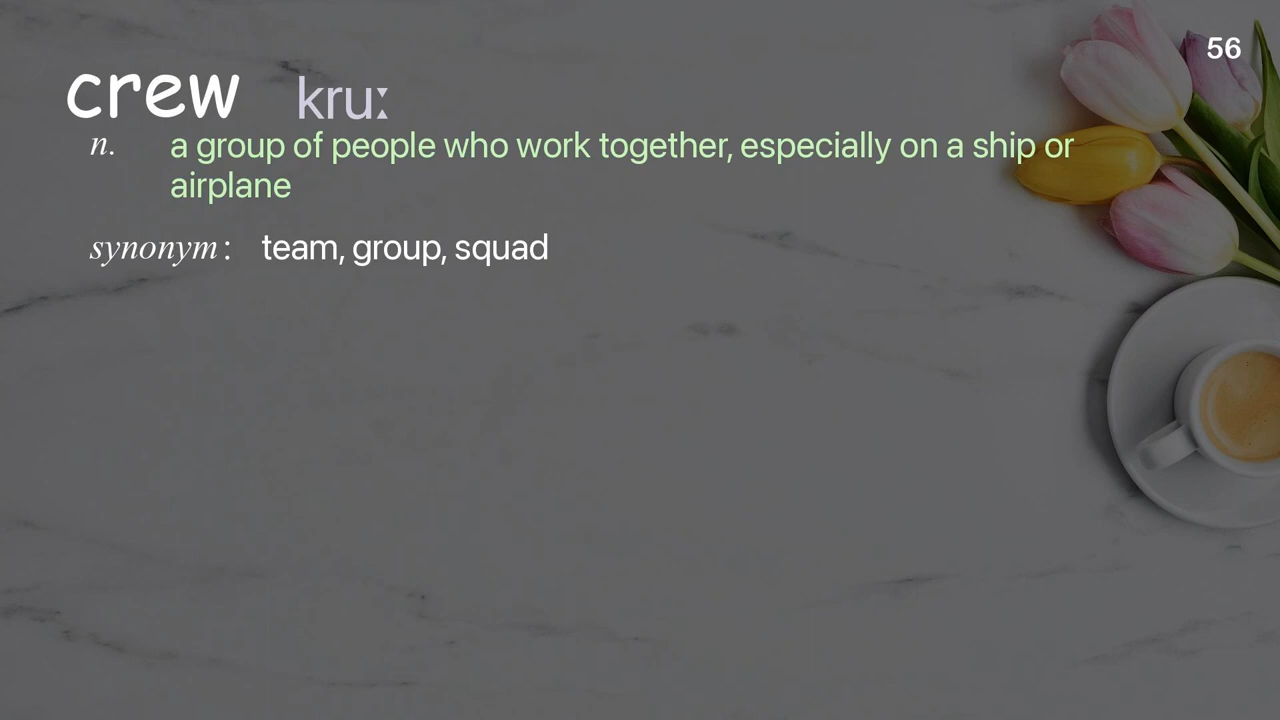 56
crew kruː
n. a group of people who work together, especially on a ship or
airplane
synonym: team, group, squad